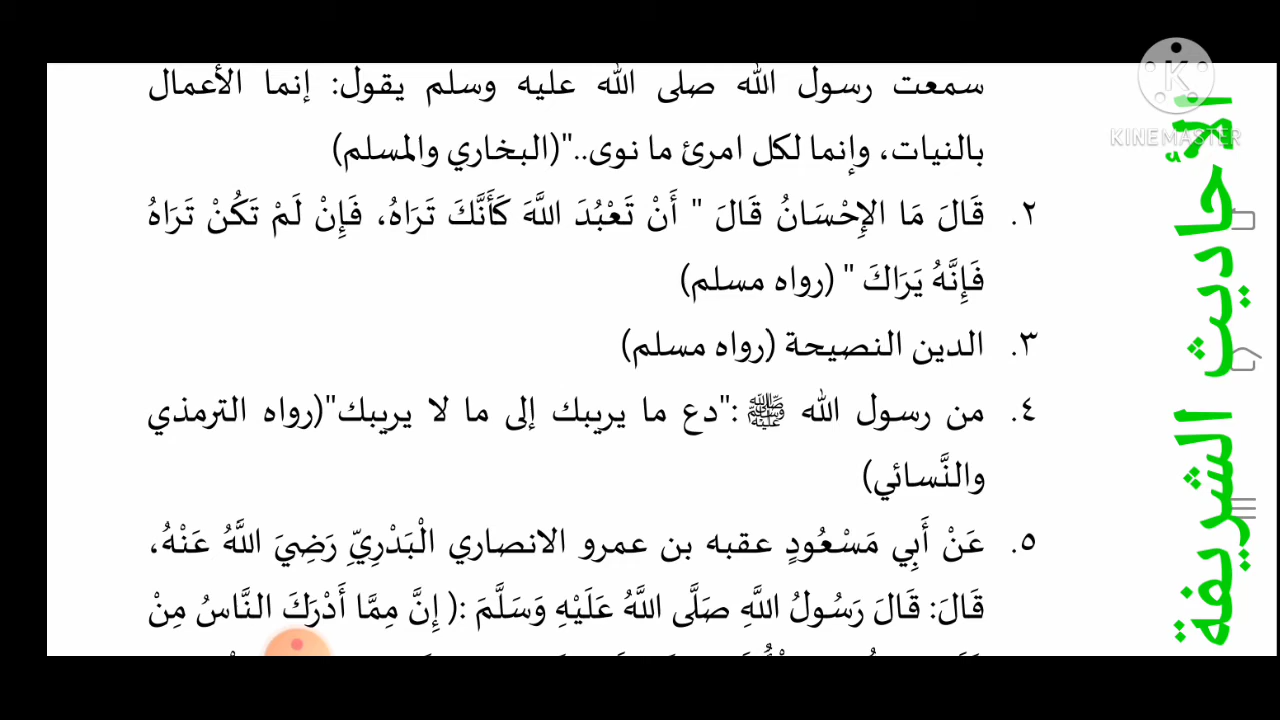 سمعت رسول الله صلى الله عليه وسلم يقول: إنما الأعمال
بالنيات، وإنما لكل امرئ ما نوى.."(البخاري والمسلم)
٢. قَالَ مَا الإِحْسَانُ قَالَ " أَنْ تَعْبُدَ اللَّهَ كَأَنَّكَ تَرَاهُ، فَإِنْ لَمْ تَكُنْ تَرَاهُ
فَإِنَّهُ يَرَاكَ " (رواه مسلم)
٣. الدين النصيحة (رواه مسلم)
٤. من رسول الله ﷺ :"دع ما يريبك إلى ما لا يريبك"(رواه الترمذي
والنَّسائي)
٥. عَنْ أَبِي مَسْعُودٍ عقبه بن عمرو الانصاري الْبَدْرِيِّ رَضِيَ اللَّهُ عَنْهُ،
قَالَ: قَالَ رَسُولُ اللَّهِ صَلَّى اللَّهُ عَلَيْهِ وَسَلَّمَ :( إِنَّ مِمَّا أَدْرَكَ النَّاسُ مِنْ
الأحاديث الشريفة
KINEMASTER